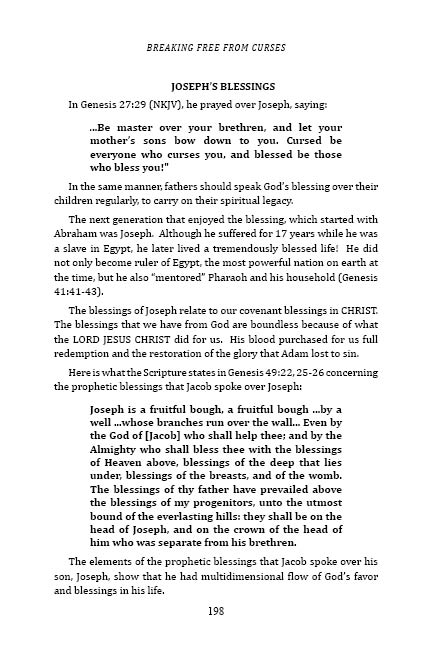 BREAKING FREE FROM CURSES
JOSEPH'S BLESSINGS
In Genesis 27:29 (NKJV), he prayed over Joseph, saying:
...Be master over your brethren, and let your
mother's sons bow down to you. Cursed be
everyone who curses you, and blessed be those
who bless you!"
In the same manner, fathers should speak God's blessing over their
children regularly, to carry on their spiritual legacy.
The next generation that enjoyed the blessing, which started with
Abraham was Joseph. Although he suffered for 17 years while he was
a slave in Egypt, he later lived a tremendously blessed life! He did
not only become ruler of Egypt, the most powerful nation on earth at
the time, but he also “mentored” Pharaoh and his household (Genesis
41:41-43).
The blessings of Joseph relate to our covenant blessings in CHRIST.
The blessings that we have from God are boundless because of what
the LORD JESUS CHRIST did for us. His blood purchased for us full
redemption and the restoration of the glory that Adam lost to sin.
Here is what the Scripture states in Genesis 49:22, 25-26 concerning
the prophetic blessings that Jacob spoke over Joseph:
Joseph is a fruitful bough, a fruitful bough ...by a
well ...whose branches run over the wall... Even by
the God of [Jacob] who shall help thee; and by the
Almighty who shall bless thee with the blessings
of Heaven above, blessings of the deep that lies
under, blessings of the breasts, and of the womb.
The blessings of thy father have prevailed above
the blessings of my progenitors, unto the utmost
bound of the everlasting hills: they shall be on the
head of Joseph, and on the crown of the head of
him who was separate from his brethren.
The elements of the prophetic blessings that Jacob spoke over his
son, Joseph, show that he had multidimensional flow of God's favor
and blessings in his life.
198